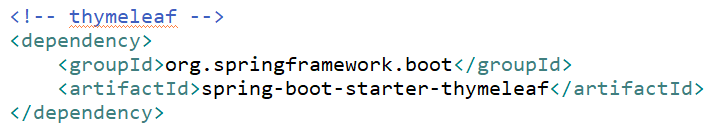 <!-- thymeleaf -->
<dependency>
    <groupId>org.springframework.boot</groupId>
    <artifactId>spring-boot-starter-thymeleaf</artifactId>
</dependency>